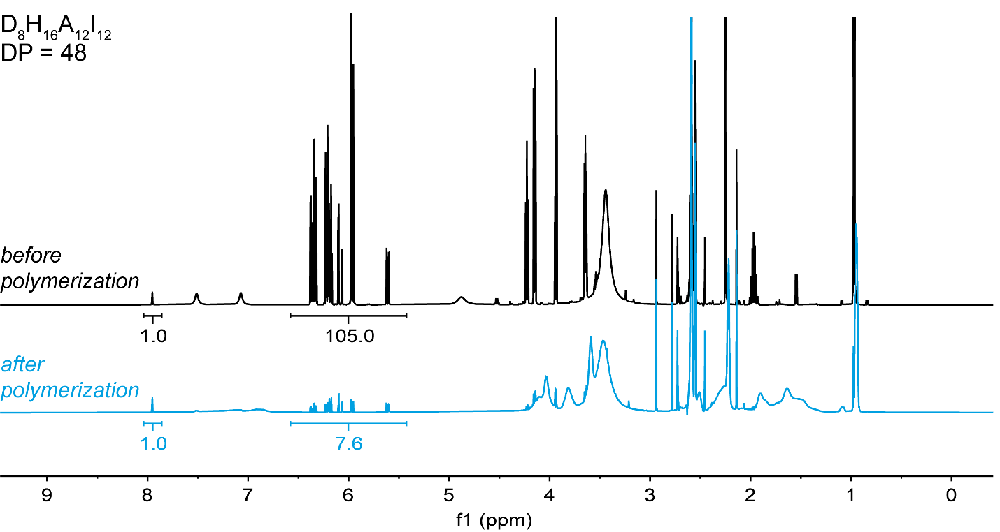 D₈H₁₆A₁₂I₁₂
DP = 48
before
polymerization
1.0
105.0
after
polymerization
1.0
7.6
9 8 7 6 5 4 3 2 1 0
f1 (ppm)